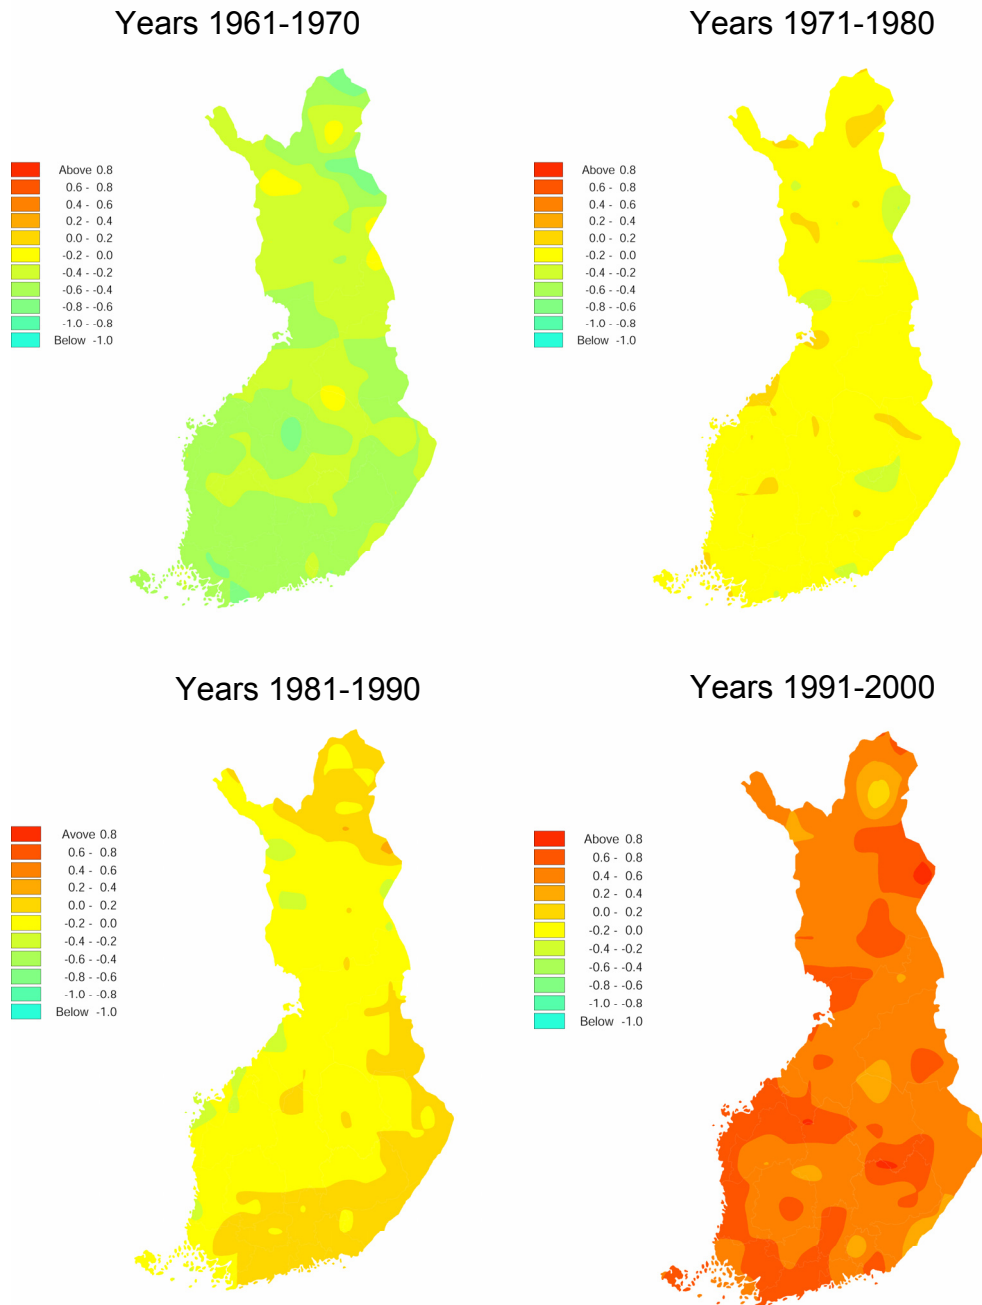 Years 1961-1970
Above 0.8
0.6 - 0.8
0.4 - 0.6
0.2 - 0.4
0.0 - 0.2
-0.2 - 0.0
-0.4 - -0.2
-0.6 - -0.4
-0.8 - -0.6
-1.0 - -0.8
Below -1.0
Years 1971-1980
Above 0.8
0.6 - 0.8
0.4 - 0.6
0.2 - 0.4
0.0 - 0.2
-0.2 - 0.0
-0.4 - -0.2
-0.6 - -0.4
-0.8 - -0.6
-1.0 - -0.8
Below -1.0
Years 1981-1990
Avove 0.8
0.6 - 0.8
0.4 - 0.6
0.2 - 0.4
0.0 - 0.2
-0.2 - 0.0
-0.4 - -0.2
-0.6 - -0.4
-0.8 - -0.6
-1.0 - -0.8
Below -1.0
Years 1991-2000
Above 0.8
0.6 - 0.8
0.4 - 0.6
0.2 - 0.4
0.0 - 0.2
-0.2 - 0.0
-0.4 - -0.2
-0.6 - -0.4
-0.8 - -0.6
-1.0 - -0.8
Below -1.0